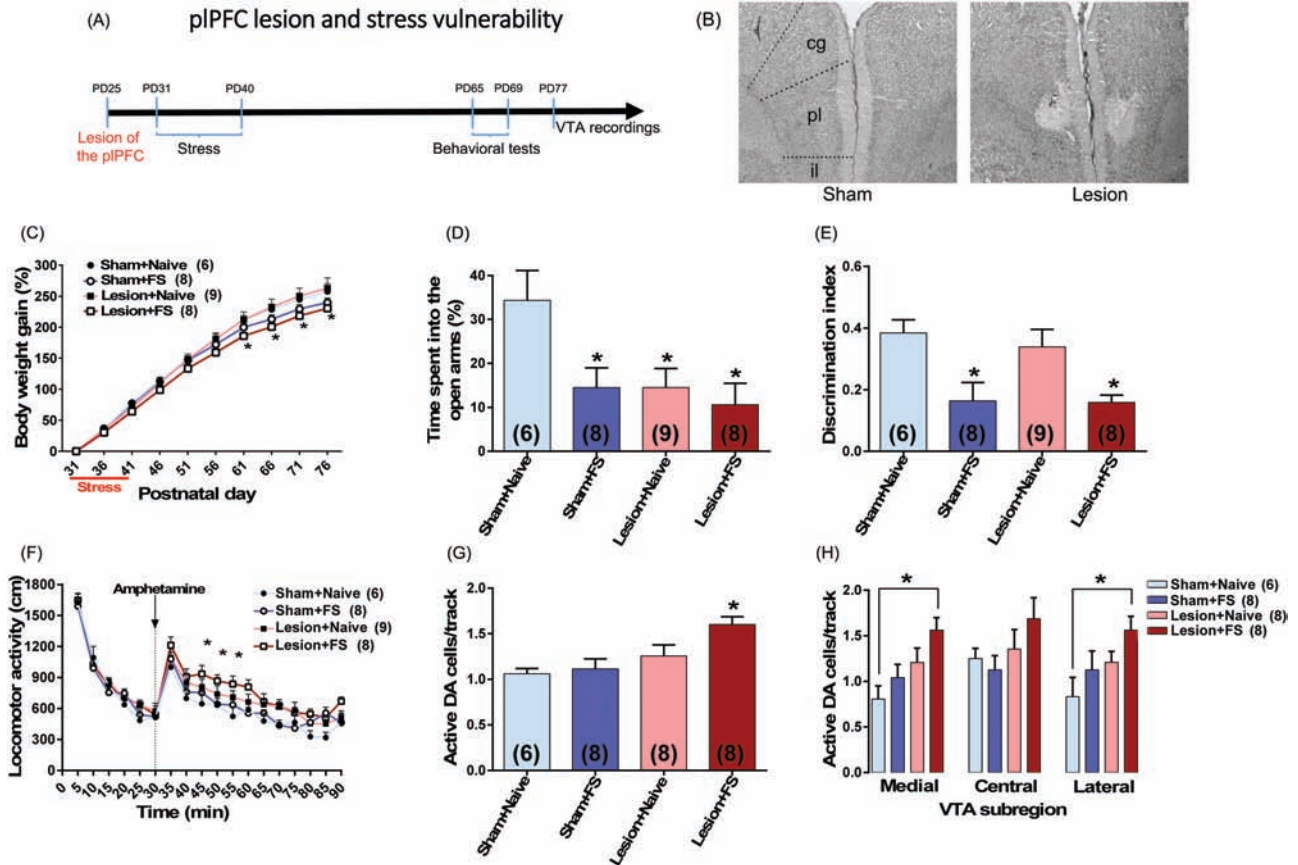 (A)
plPFC lesion and stress vulnerability
PD25 PD31 PD40 PD65 PD69 PD77
VTA recordings
Lesion of
the plPFC
Stress
Behavioral tests
(B)
cg
pl
il
Sham
Lesion
(C)
Sham+Naive (6)
Sham+FS (8)
Lesion+Naive (9)
Lesion+FS (8)
Body weight gain (%)
300
250
200
150
100
50
0
* * * *
31 36 41 46 51 56 61 66 71 76
Stress
Postnatal day
(D)
Time spent into the
open arms (%)
40
30
20
10
0
* * *
(6) (8) (9) (8)
Sham+Naive
Sham+FS
Lesion+Naive
Lesion+FS
(E)
Discrimination index
0.6
0.4
0.2
0.0
* *
(6) (8) (9) (8)
Sham+Naive
Sham+FS
Lesion+Naive
Lesion+FS
(F)
Locomotor activity (cm)
1800
1500
1200
900
600
300
0
Amphetamine
Sham+Naive (6)
Sham+FS (8)
Lesion+Naive (9)
Lesion+FS (8)
* * *
0 5 10 15 20 25 30 35 40 45 50 55 60 65 70 75 80 85 90
Time (min)
(G)
Active DA cells/track
2.0
1.5
1.0
0.5
0.0
*
(6) (8) (8) (8)
Sham+Naive
Sham+FS
Lesion+Naive
Lesion+FS
(H)
Active DA cells/track
2.0
1.5
1.0
0.5
0.0
* *
Sham+Naive (6)
Sham+FS (8)
Lesion+Naive (8)
Lesion+FS (8)
Medial Central Lateral
VTA subregion